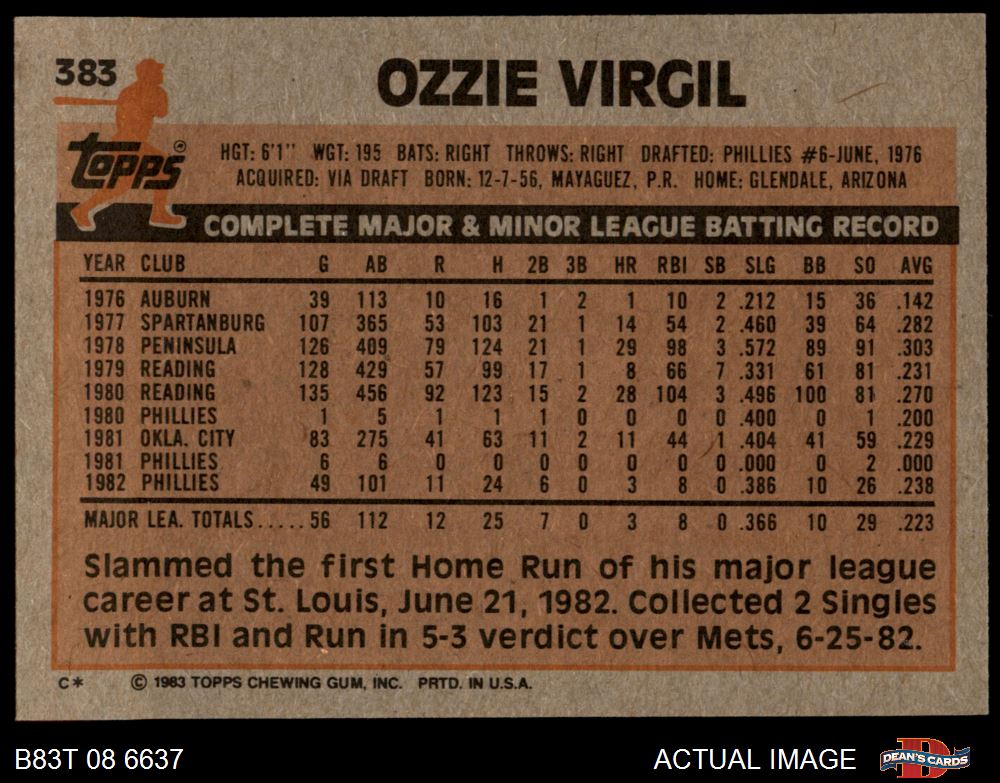 383
OZZIE VIRGIL
topps®
HGT: 6'1" WGT: 195 BATS: RIGHT THROWS: RIGHT DRAFTED: PHILLIES #6-JUNE, 1976
ACQUIRED: VIA DRAFT BORN: 12-7-56, MAYAGUEZ, P.R. HOME: GLENDALE, ARIZONA
COMPLETE MAJOR & MINOR LEAGUE BATTING RECORD
YEAR CLUB G AB R H 2B 3B HR RBI SB SLG BB SO AVG
1976 AUBURN 39 113 10 16 1 2 1 10 2 .212 15 36 .142
1977 SPARTANBURG 107 365 53 103 21 1 14 54 2 .460 39 64 .282
1978 PENINSULA 126 409 79 124 21 1 29 98 3 .572 89 91 .303
1979 READING 128 429 57 99 17 1 8 66 7 .331 61 81 .231
1980 READING 135 456 92 123 15 2 28 104 3 .496 100 81 .270
1980 PHILLIES 1 5 1 1 1 0 0 0 0 .400 0 1 .200
1981 OKLA. CITY 83 275 41 63 11 2 11 44 1 .404 41 59 .229
1981 PHILLIES 6 6 0 0 0 0 0 0 0 .000 0 2 .000
1982 PHILLIES 49 101 11 24 6 0 3 8 0 .386 10 26 .238
MAJOR LEA. TOTALS.....56 112 12 25 7 0 3 8 0 .366 10 29 .223
Slammed the first Home Run of his major league
career at St. Louis, June 21, 1982. Collected 2 Singles
with RBI and Run in 5-3 verdict over Mets, 6-25-82.
C* © 1983 TOPPS CHEWING GUM, INC. PRTD. IN U.S.A.
B83T 08 6637 ACTUAL IMAGE DEAN'S CARDS